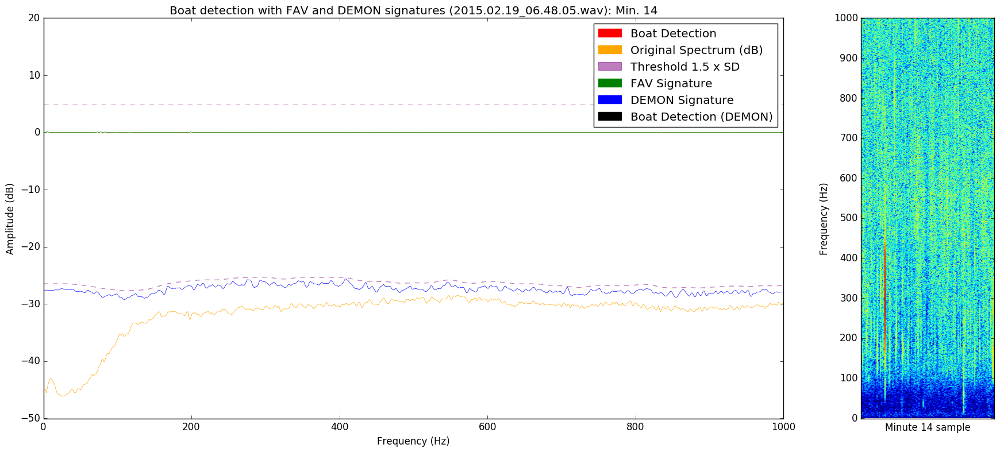 Boat detection with FAV and DEMON signatures (2015.02.19_06.48.05.wav): Min. 14
Boat Detection
Original Spectrum (dB)
Threshold 1.5 x SD
FAV Signature
DEMON Signature
Boat Detection (DEMON)
20
10
0
−10
−20
−30
−40
−50
Amplitude (dB)
0
200
400
600
800
1000
Frequency (Hz)
1000
900
800
700
600
500
400
300
200
100
0
Frequency (Hz)
Minute 14 sample